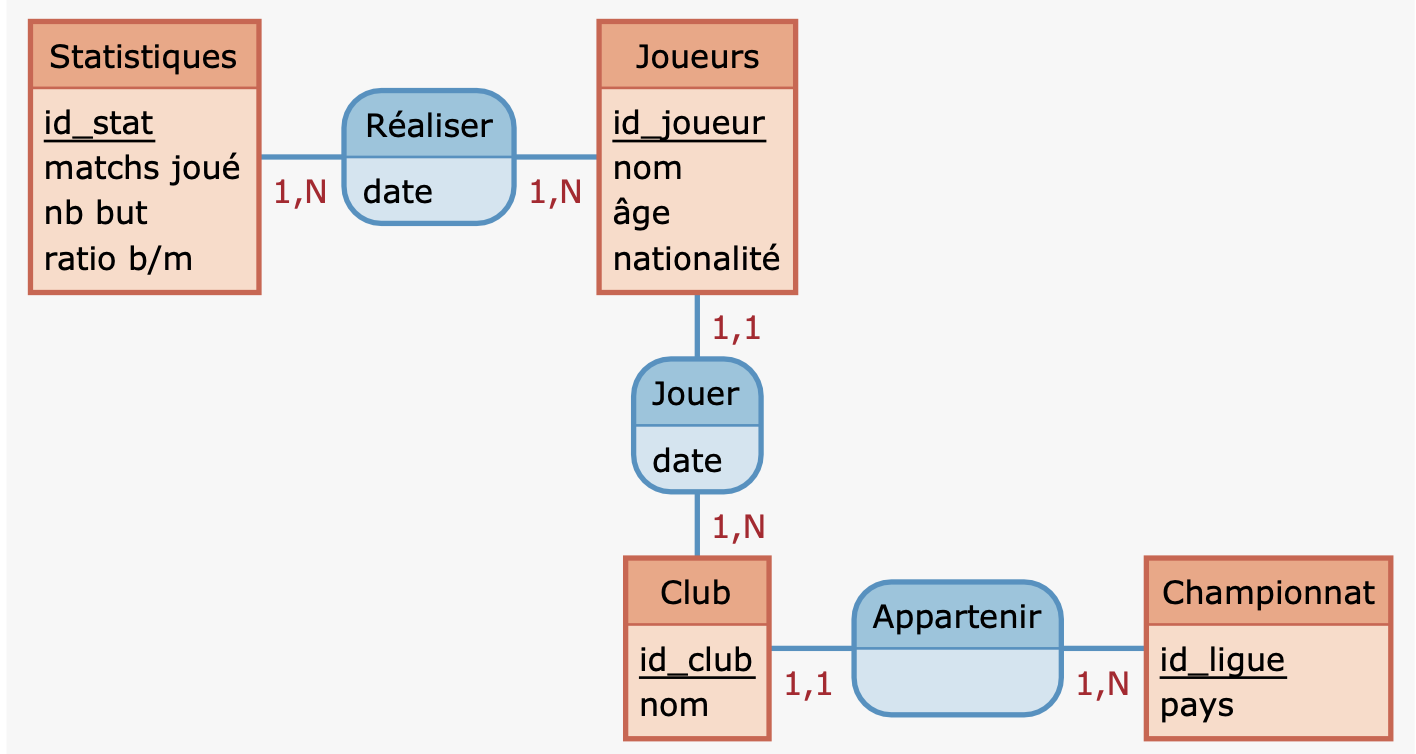 Statistiques
id_stat
matchs joué
nb but
ratio b/m
1,N
Réaliser
date
1,N
Joueurs
id_joueur
nom
âge
nationalité
1,1
Jouer
date
1,N
Club
id_club
nom
1,1
Appartenir
1,N
Championnat
id_ligue
pays